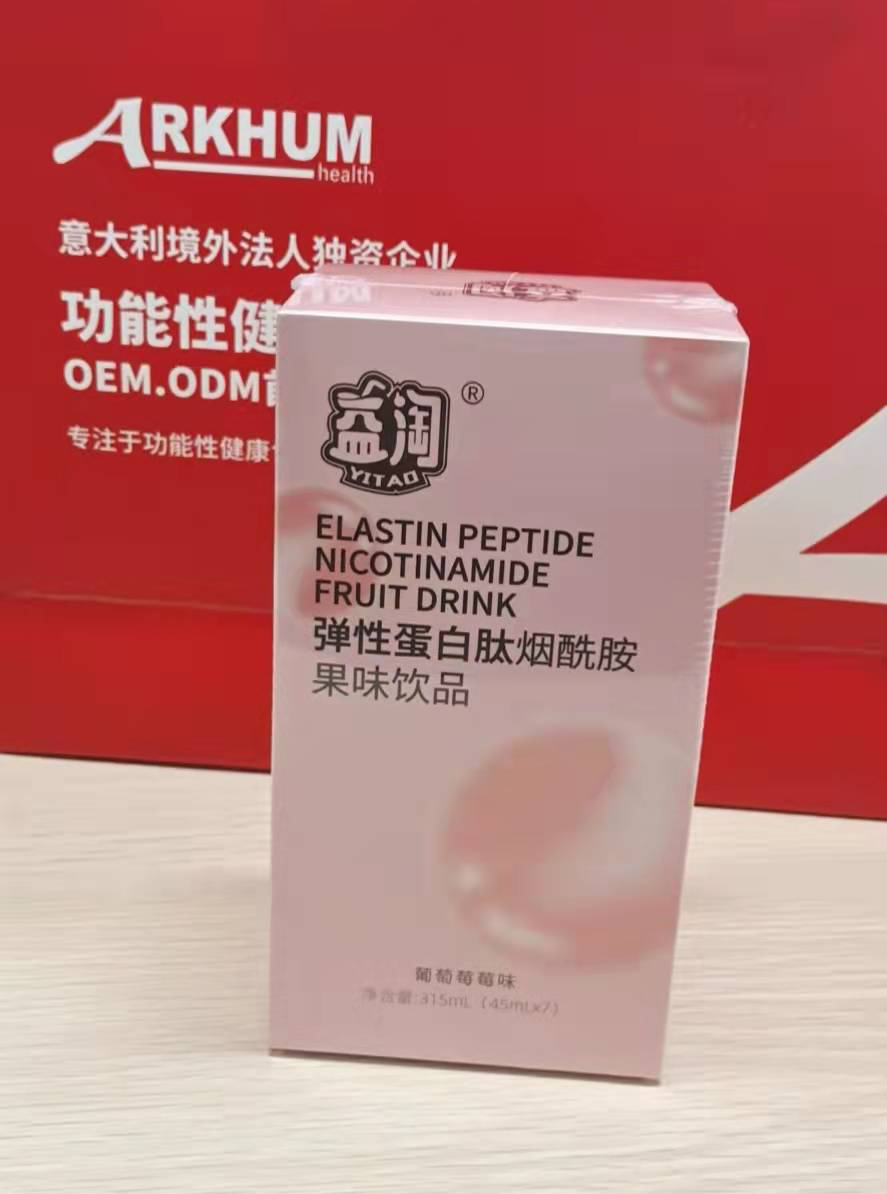 ARKHUM
health
意大利境外法人独资企业
功能性健
OEM.ODM
专注于功能性健康
益淘
®
YITAO
ELASTIN PEPTIDE
NICOTINAMIDE
FRUIT DRINK
弹性蛋白肽烟酰胺
果味饮品
葡萄莓莓味
净含量:315mL（45mLx7）